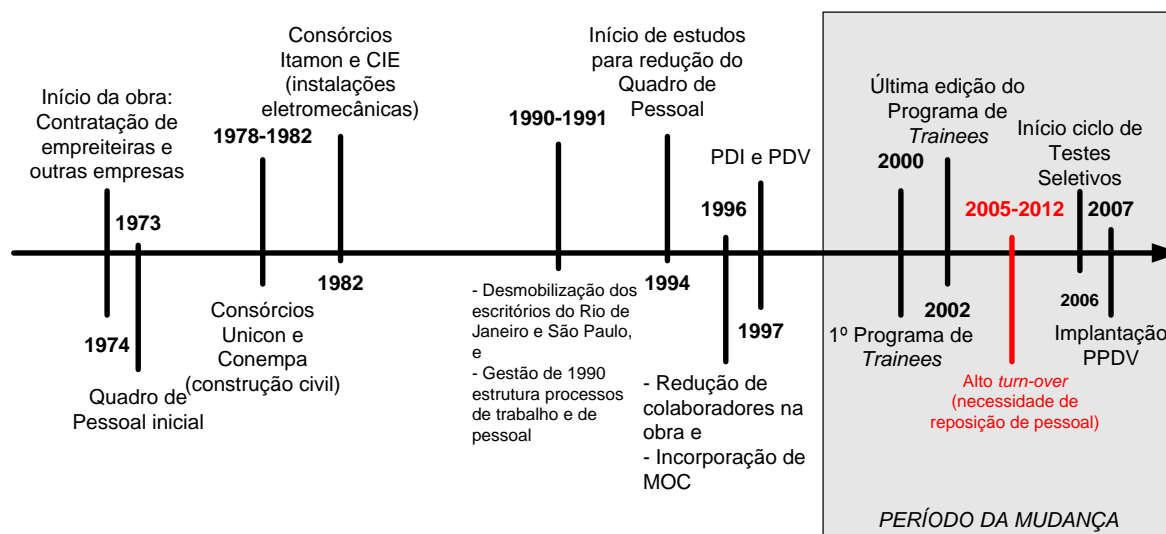 Início da obra:
Contratação de
empreiteiras e
outras empresas
1974
1973
Quadro de
Pessoal inicial
1978-1982
Consórcios
Unicon e
Conempa
(construção civil)
Consórcios
Itamon e CIE
(instalações
eletromecânicas)
1982
1990-1991
- Desmobilização dos
escritórios do Rio de
Janeiro e São Paulo,
e
- Gestão de 1990
estrutura processos
de trabalho e de
pessoal
Início de estudos
para redução do
Quadro de
Pessoal
1994
1996
- Redução de
colaboradores na
obra e
- Incorporação de
MOC
PDI e PDV
1997
2000
1º Programa de
Trainees
Última edição do
Programa de
Trainees
2002
2005-2012
Alto turn-over
(necessidade de
reposição de pessoal)
Início ciclo de
Testes
Seletivos
2006
2007
Implantação
PPDV
PERÍODO DA MUDANÇA